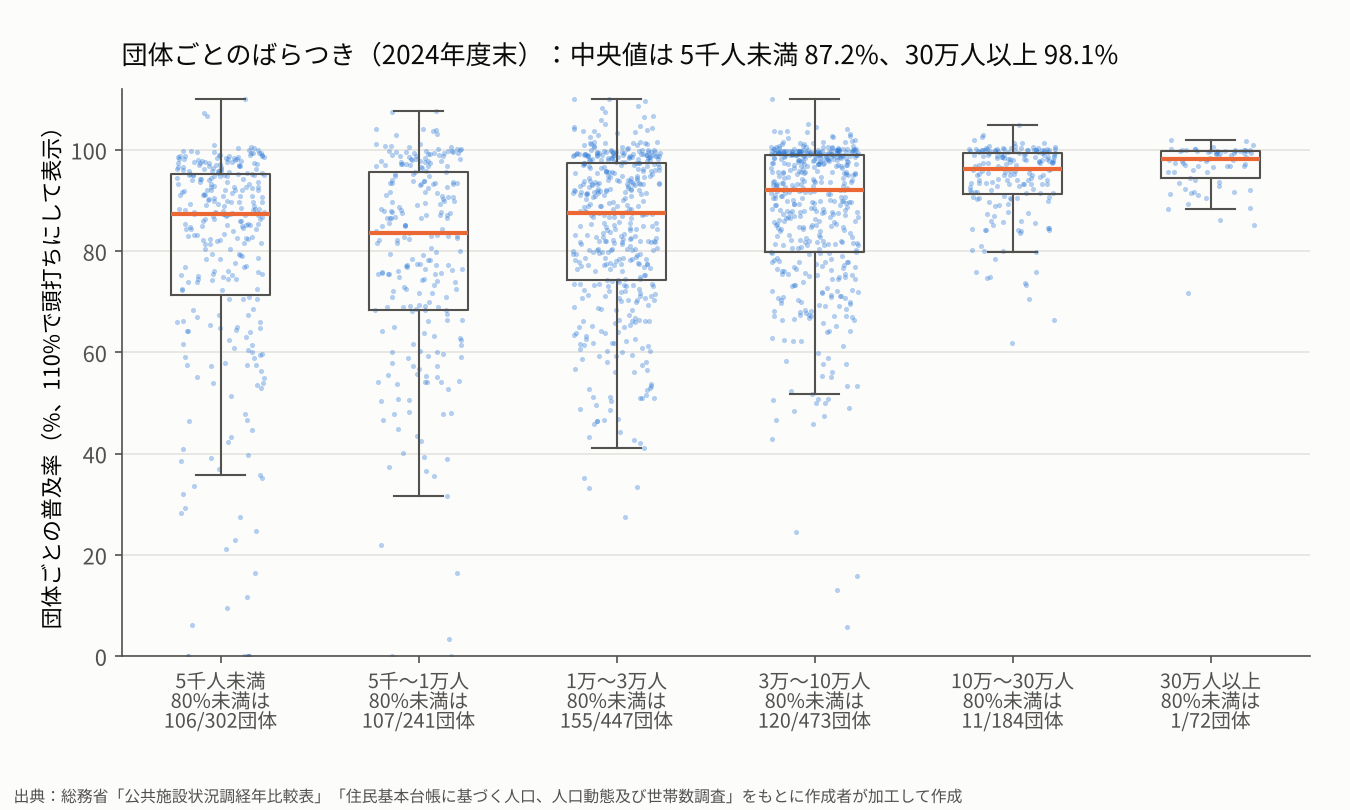 団体ごとのばらつき（2024年度末）：中央値は 5千人未満 87.2%、30万人以上 98.1%
団体ごとの普及率（%、110%で頭打ちにして表示）
100
80
60
40
20
0
5千人未満
80%未満は
106/302団体
5千〜1万人
80%未満は
107/241団体
1万〜3万人
80%未満は
155/447団体
3万〜10万人
80%未満は
120/473団体
10万〜30万人
80%未満は
11/184団体
30万人以上
80%未満は
1/72団体
出典：総務省「公共施設状況調経年比較表」「住民基本台帳に基づく人口、人口動態及び世帯数調査」をもとに作成者が加工して作成